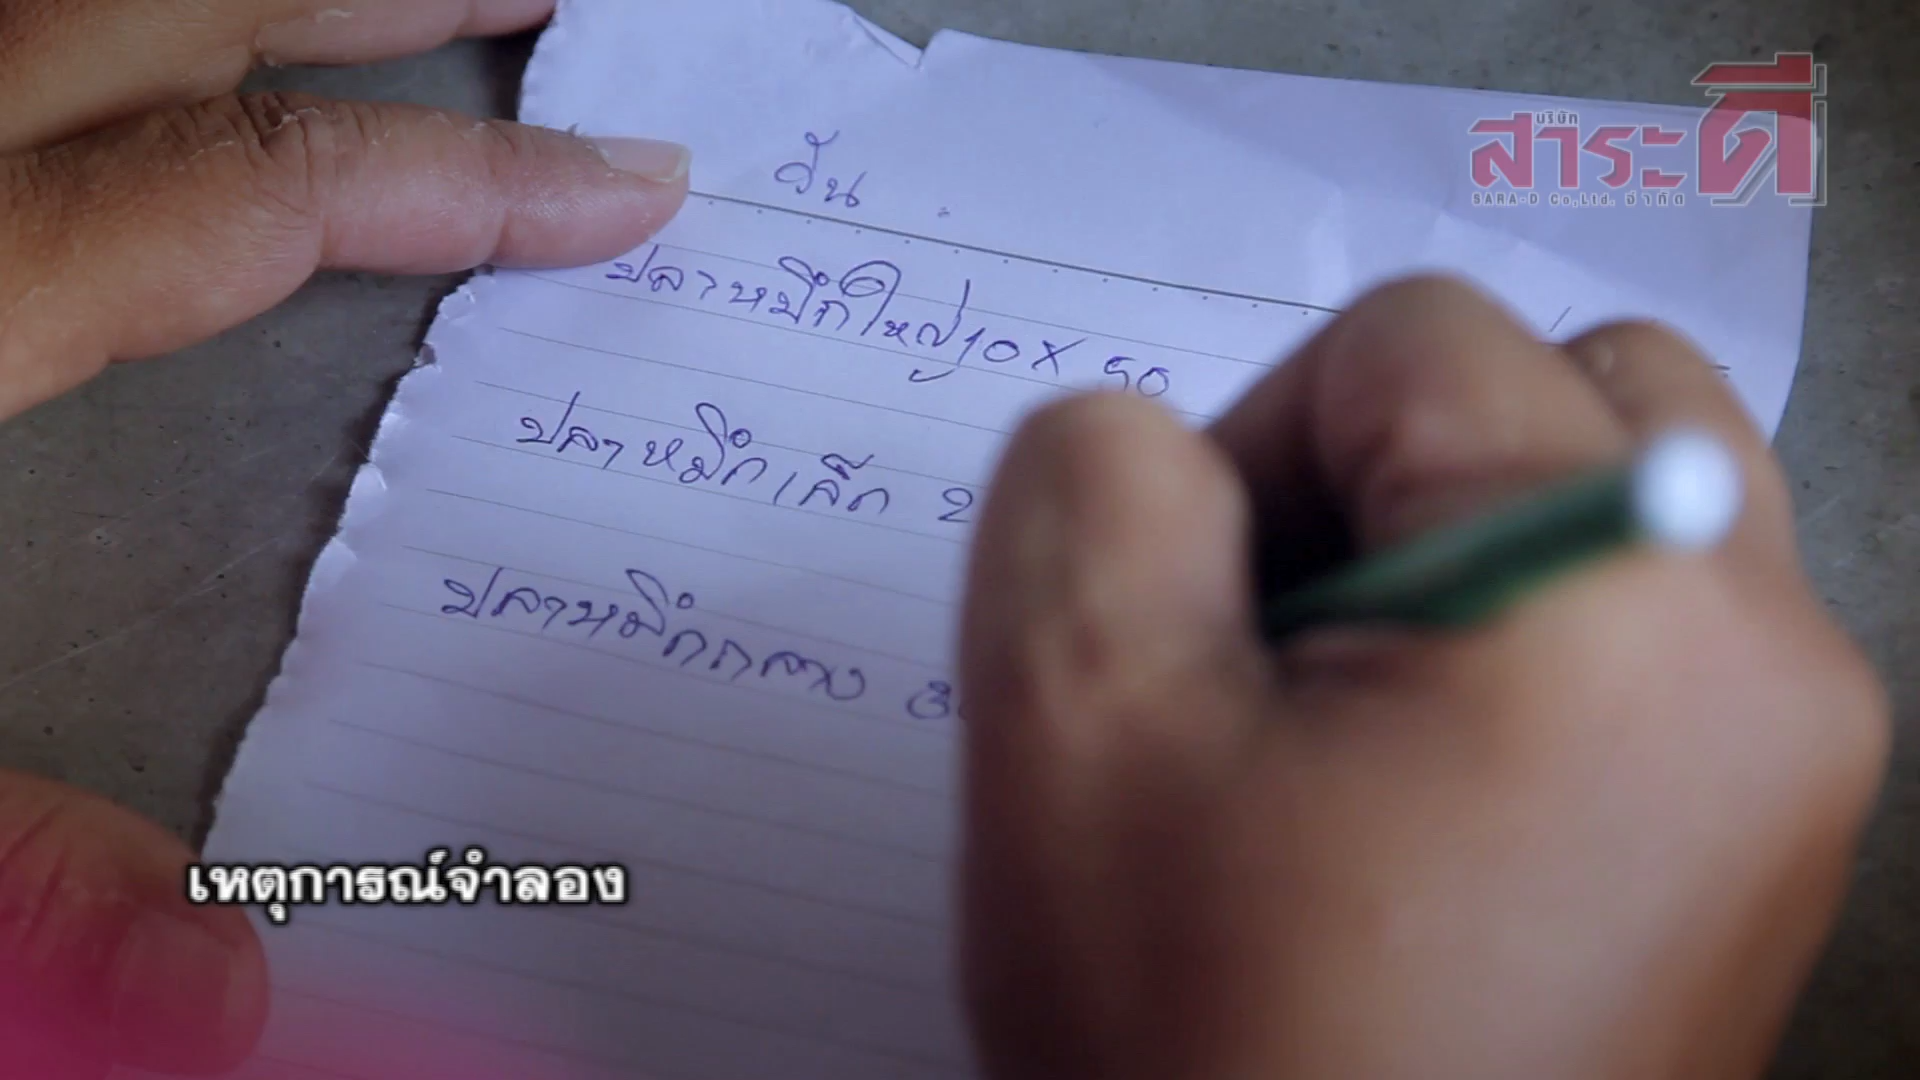 บริษัท
สาระดี
SARA-D Co,Ltd. จำกัด
วัน
ปลาหมึกใหญ่ 10 X 50
ปลาหมึกเล็ก 2
ปลาหมึกกลาง
เหตุการณ์จำลอง